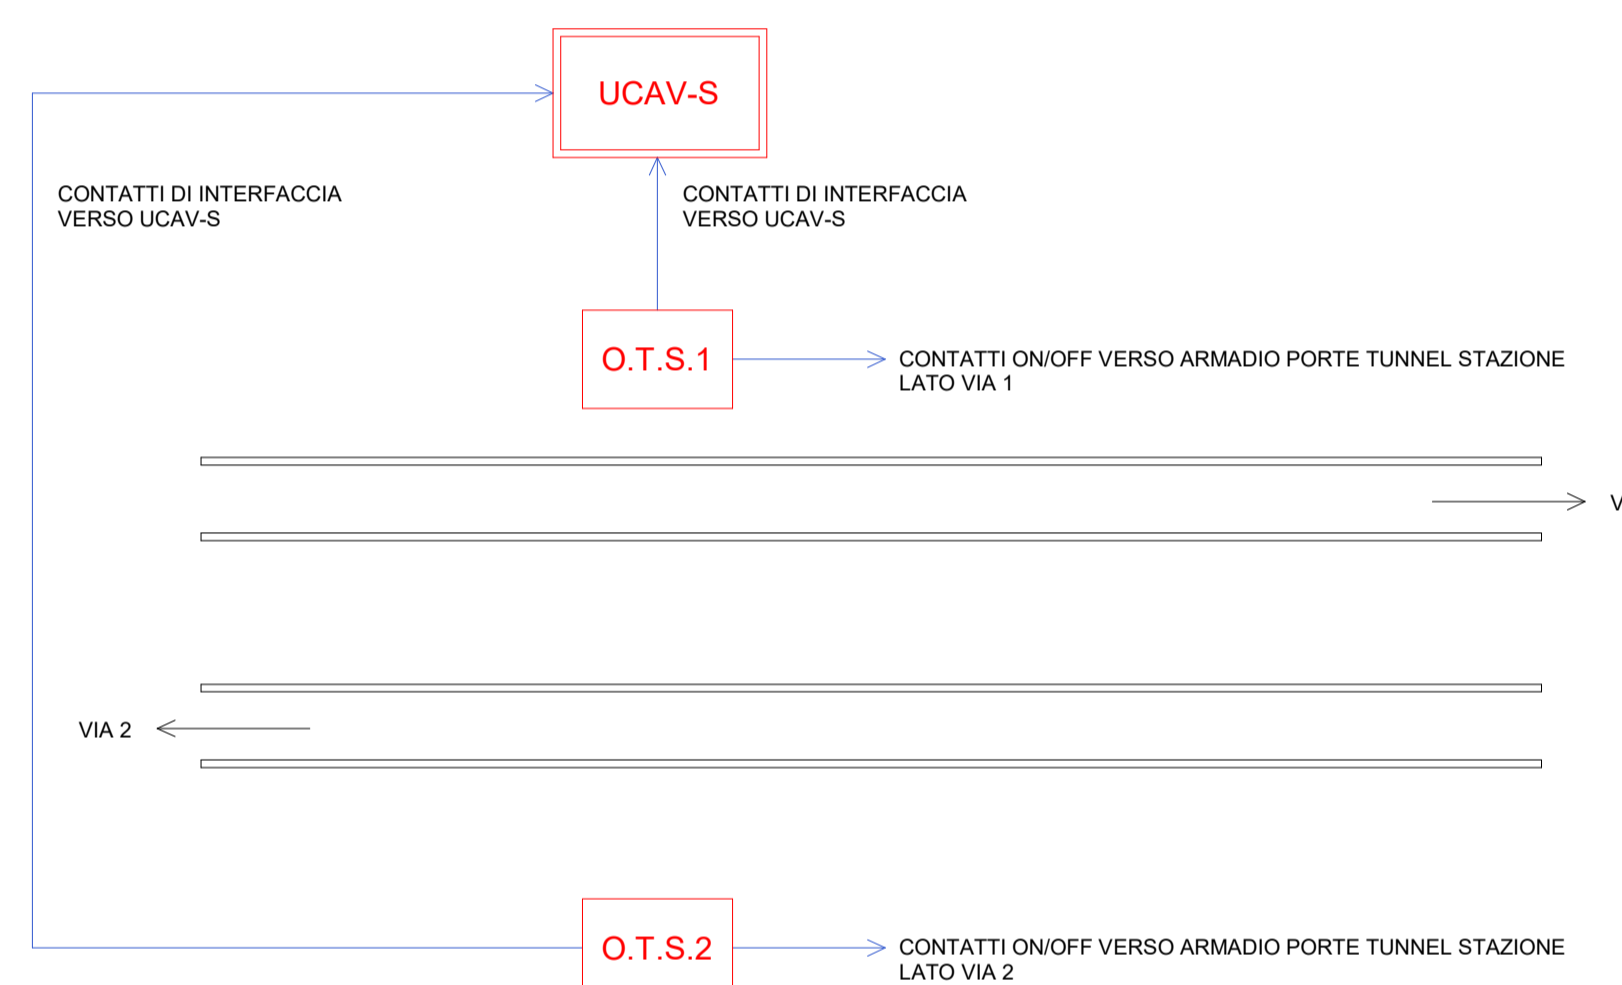 UCAV-S
CONTATTI DI INTERFACCIA
VERSO UCAV-S
CONTATTI DI INTERFACCIA
VERSO UCAV-S
O.T.S.1
CONTATTI ON/OFF VERSO ARMADIO PORTE TUNNEL STAZIONE
LATO VIA 1
VIA 2
O.T.S.2
CONTATTI ON/OFF VERSO ARMADIO PORTE TUNNEL STAZIONE
LATO VIA 2